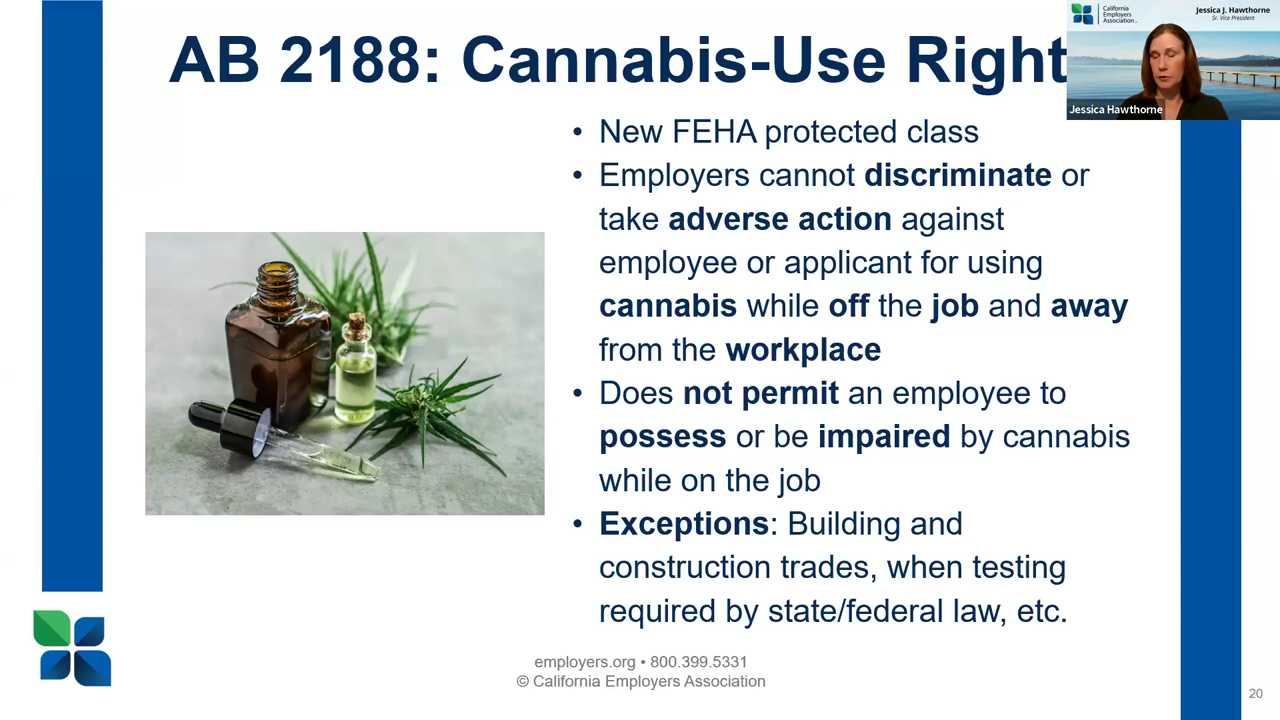 AB 2188: Cannabis-Use Right
California
Employers
Association
Jessica J. Hawthorne
Sr. Vice President
Jessica Hawthorne
• New FEHA protected class
• Employers cannot discriminate or
take adverse action against
employee or applicant for using
cannabis while off the job and away
from the workplace
• Does not permit an employee to
possess or be impaired by cannabis
while on the job
• Exceptions: Building and
construction trades, when testing
required by state/federal law, etc.
employers.org • 800.399.5331
© California Employers Association
20